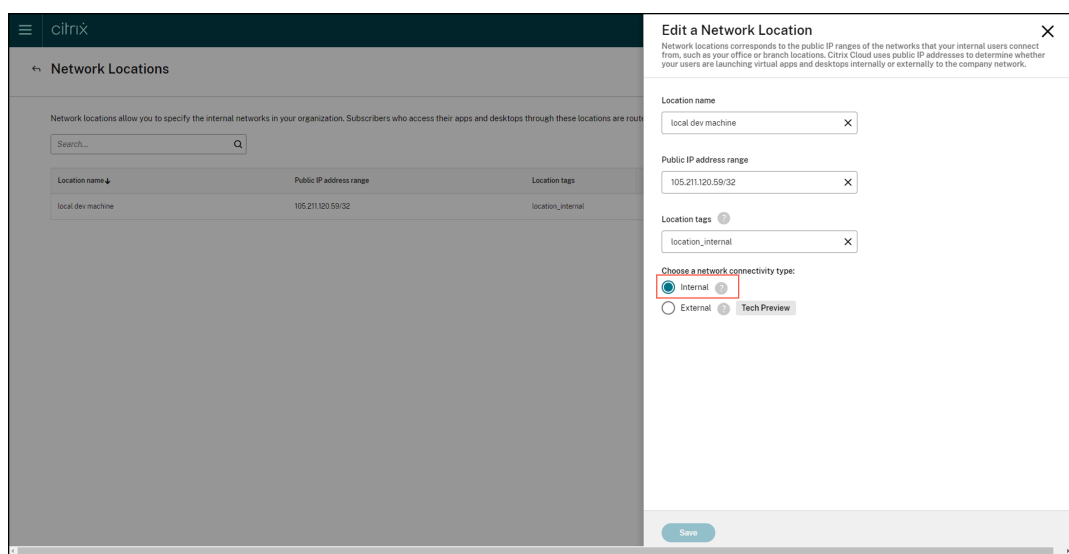 citrix
Network Locations
Network locations allow you to specify the internal networks in your organization. Subscribers who access their apps and desktops through these locations are route
Search...
Location name↓ Public IP address range Location tags
local dev machine 105.211.120.59/32 location_internal
Edit a Network Location
Network locations corresponds to the public IP ranges of the networks that your internal users connect
from, such as your office or branch locations. Citrix Cloud uses public IP addresses to determine whether
your users are launching virtual apps and desktops internally or externally to the company network.
Location name
local dev machine
Public IP address range
105.211.120.59/32
Location tags ?
location_internal
Choose a network connectivity type:
Internal ?
External ? Tech Preview
Save